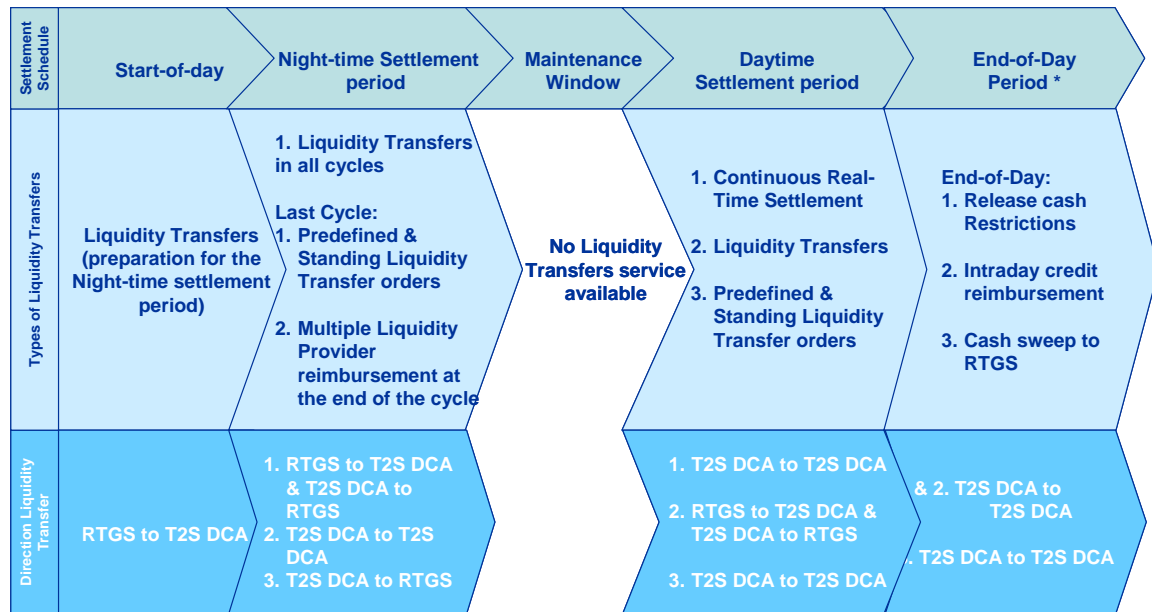 Settlement
Schedule
Start-of-day
Night-time Settlement
period
Maintenance
Window
Daytime
Settlement period
End-of-Day
Period *
Types of Liquidity Transfers
Liquidity Transfers
(preparation for the
Night-time settlement
period)
1. Liquidity Transfers
in all cycles
Last Cycle:
1. Predefined &
Standing Liquidity
Transfer orders
2. Multiple Liquidity
Provider
reimbursement at
the end of the cycle
No Liquidity
Transfers service
available
1. Continuous Real-
Time Settlement
2. Liquidity Transfers
3. Predefined &
Standing Liquidity
Transfer orders
End-of-Day:
1. Release cash
Restrictions
2. Intraday credit
reimbursement
3. Cash sweep to
RTGS
Direction Liquidity
Transfer
RTGS to T2S DCA
1. RTGS to T2S DCA
& T2S DCA to
RTGS
2. T2S DCA to T2S
DCA
3. T2S DCA to RTGS
1. T2S DCA to T2S DCA
2. RTGS to T2S DCA &
T2S DCA to RTGS
3. T2S DCA to T2S DCA
& 2. T2S DCA to
T2S DCA
. T2S DCA to T2S DCA